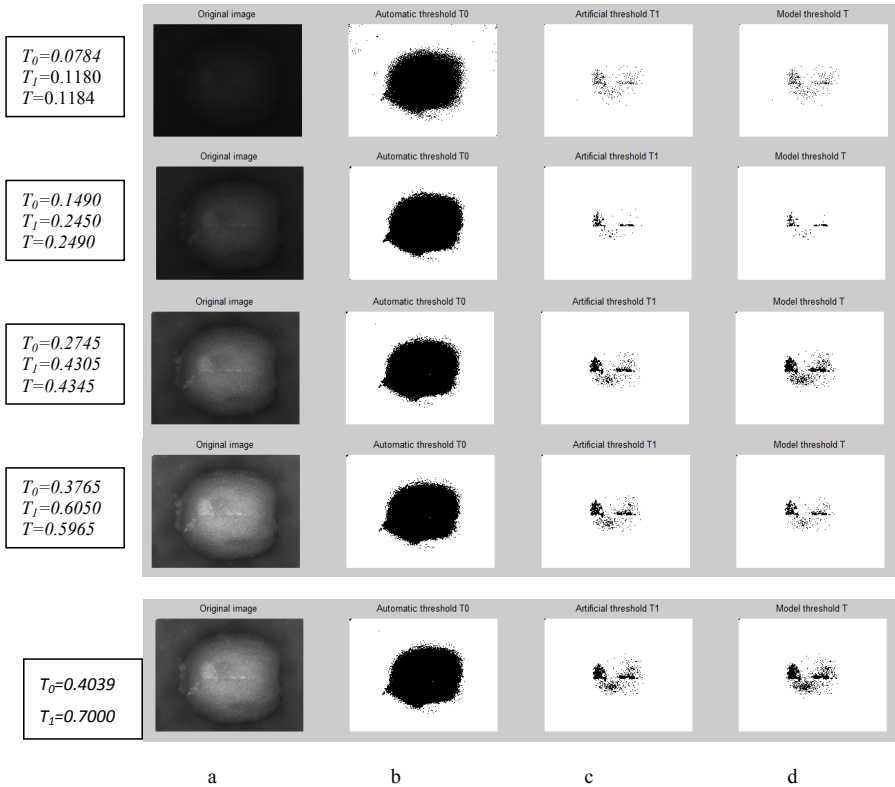 Original image Automatic threshold T0 Artificial threshold T1 Model threshold T
T₀=0.0784
T₁=0.1180
T=0.1184
Original image Automatic threshold T0 Artificial threshold T1 Model threshold T
T₀=0.1490
T₁=0.2450
T=0.2490
Original image Automatic threshold T0 Artificial threshold T1 Model threshold T
T₀=0.2745
T₁=0.4305
T=0.4345
Original image Automatic threshold T0 Artificial threshold T1 Model threshold T
T₀=0.3765
T₁=0.6050
T=0.5965
Original image Automatic threshold T0 Artificial threshold T1 Model threshold T
T₀=0.4039
T₁=0.7000
a b c d